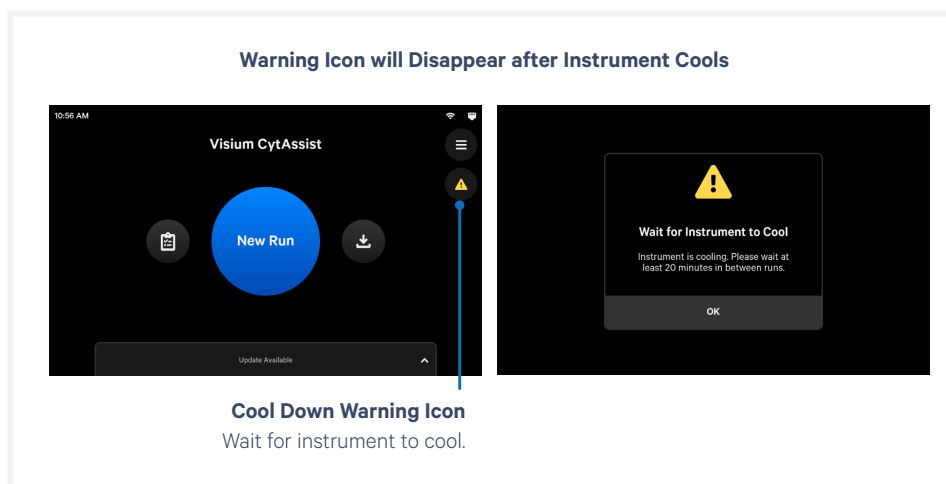 Warning Icon will Disappear after Instrument Cools
10:56 AM
Visium CytAssist
New Run
Update Available
Wait for Instrument to Cool
Instrument is cooling. Please wait at
least 20 minutes in between runs.
OK
Cool Down Warning Icon
Wait for instrument to cool.